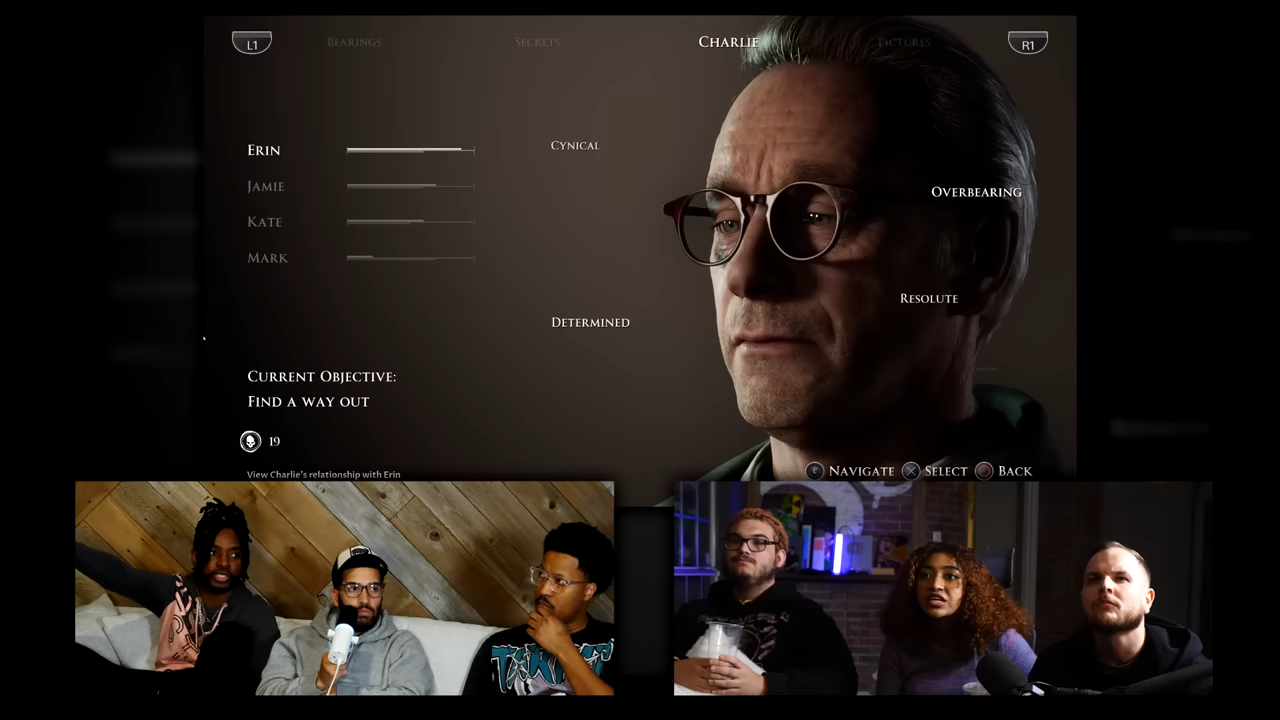 L1
BEARINGS
SECRETS
CHARLIE
PICTURES
R1
ERIN
JAMIE
KATE
MARK
CYNICAL
OVERBEARING
RESOLUTE
DETERMINED
CURRENT OBJECTIVE:
FIND A WAY OUT
19
View Charlie's relationship with Erin
NAVIGATE
SELECT
BACK